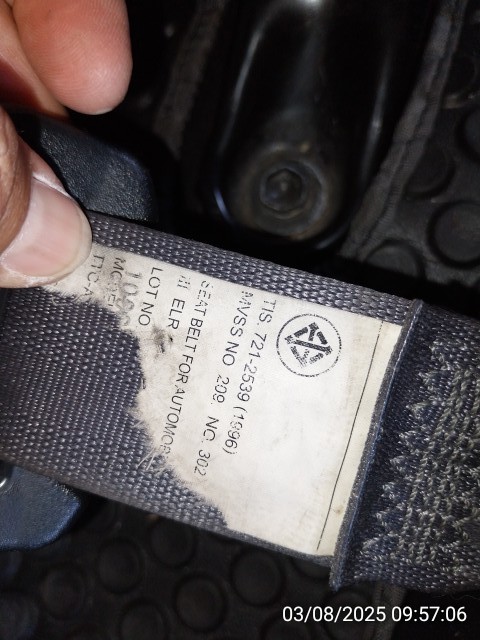 TIS. 721-2539 (1996)
MVSS NO 209. NO. 302
SEAT BELT FOR AUTOMOB
ELR
LOT NO
03/08/2025 09:57:06